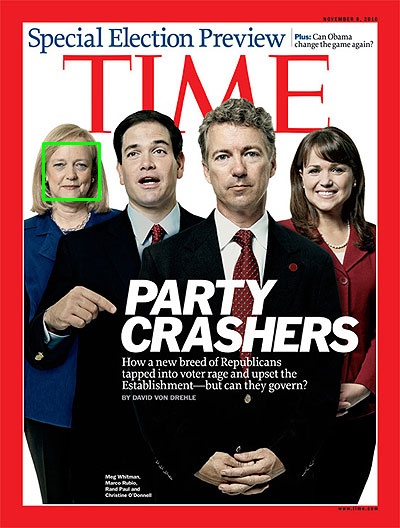 NOVEMBER 8, 2010
Special Election Preview
Plus: Can Obama
change the game again?
TIME
PARTY
CRASHERS
How a new breed of Republicans
tapped into voter rage and upset the
Establishment—but can they govern?
BY DAVID VON DREHLE
Meg Whitman,
Marco Rubio,
Rand Paul and
Christine O'Donnell
www.time.com